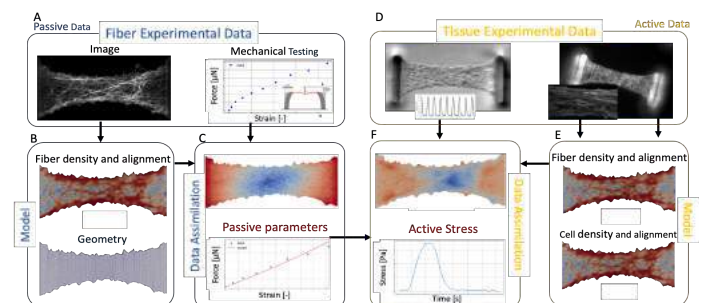 A
Passive Data
Fiber Experimental Data
Image
Mechanical Testing
Force [µN]
Strain [-]
D
Tissue Experimental Data
Active Data
B
Fiber density and alignment
Model
Geometry
C
Data Assimilation
Passive parameters
Force [µN]
Strain [-]
F
Data Assimilation
Active Stress
Stress [Pa]
Time [s]
E
Fiber density and alignment
Model
Cell density and alignment